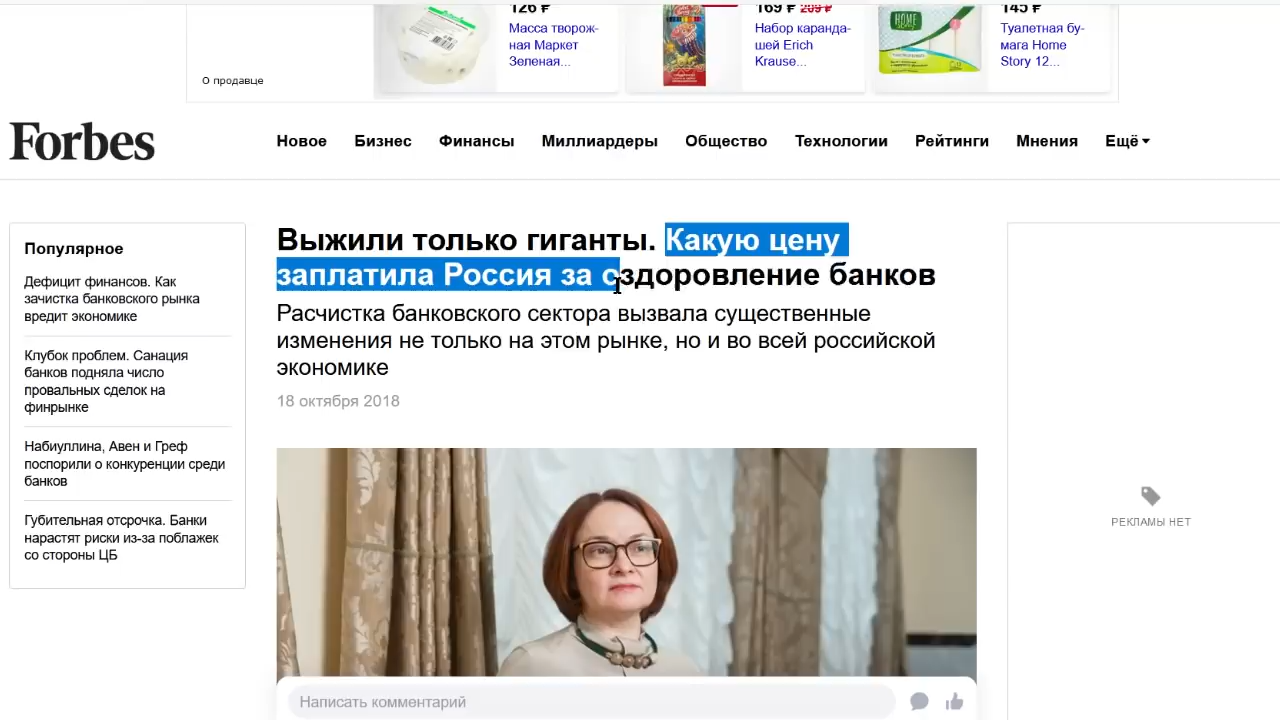 126 ₽
Масса творож-
ная Маркет
Зеленая...
169 ₽ 209 ₽
Набор каранда-
шей Erich
Krause...
145 ₽
Туалетная бу-
мага Home
Story 12...
HOME
О продавце
Forbes
Новое Бизнес Финансы Миллиардеры Общество Технологии Рейтинги Мнения Ещё
Популярное
Дефицит финансов. Как
зачистка банковского рынка
вредит экономике
Клубок проблем. Санация
банков подняла число
провальных сделок на
финрынке
Набиуллина, Авен и Греф
поспорили о конкуренции среди
банков
Губительная отсрочка. Банки
нарастят риски из-за поблажек
со стороны ЦБ
Выжили только гиганты. Какую цену
заплатила Россия за оздоровление банков
Расчистка банковского сектора вызвала существенные
изменения не только на этом рынке, но и во всей российской
экономике
18 октября 2018
РЕКЛАМЫ НЕТ
Написать комментарий